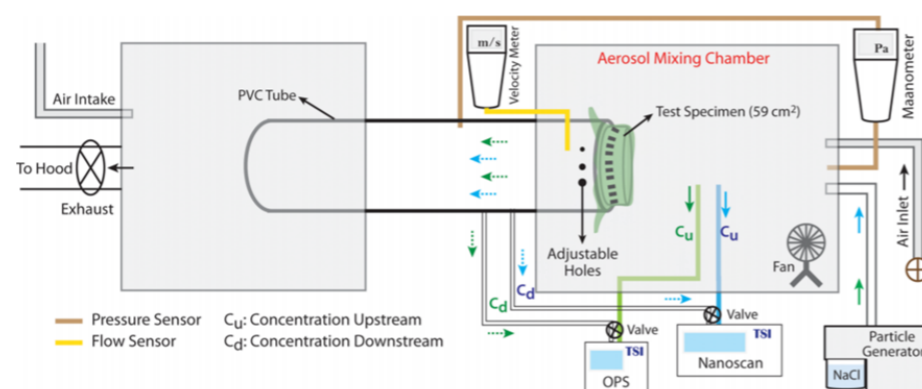 m/s
Velocity Meter
Pa
Maanometer
Aerosol Mixing Chamber
Air Intake
PVC Tube
Test Specimen (59 cm²)
To Hood
Exhaust
Adjustable
Holes
Cu
Cu
Fan
Air Inlet
Cd
Cd
Pressure Sensor
Flow Sensor
Cu: Concentration Upstream
Cd: Concentration Downstream
Valve
Valve
TSI
OPS
TSI
Nanoscan
Particle
Generator
NaCl